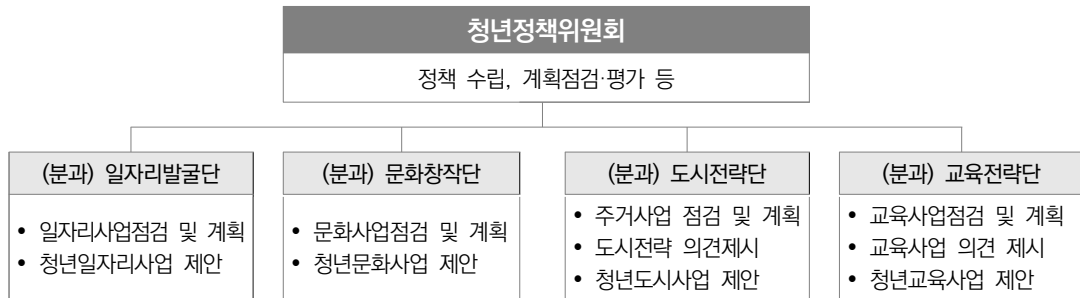 청년정책위원회
정책 수립, 계획점검·평가 등
(분과) 일자리발굴단
• 일자리사업점검 및 계획
• 청년일자리사업 제안
(분과) 문화창작단
• 문화사업점검 및 계획
• 청년문화사업 제안
(분과) 도시전략단
• 주거사업 점검 및 계획
• 도시전략 의견제시
• 청년도시사업 제안
(분과) 교육전략단
• 교육사업점검 및 계획
• 교육사업 의견 제시
• 청년교육사업 제안